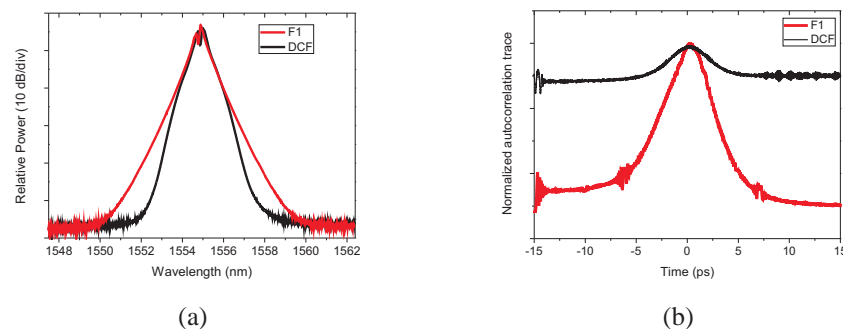 F1
DCF
Relative Power (10 dB/div)
1548 1550 1552 1554 1556 1558 1560 1562
Wavelength (nm)
(a)
F1
DCF
Normalized autocorrelation trace
-15 -10 -5 0 5 10 15
Time (ps)
(b)